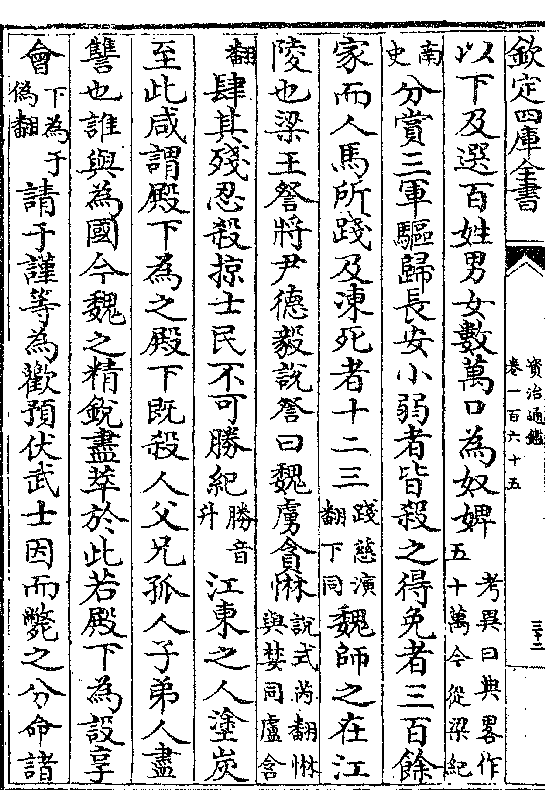 欽定四庫全書
資治通鑑
卷一百六十五
三十二
以下及選百姓男女數萬口為奴婢考異曰典畧作五十萬今從梁紀
南史分賞三軍驅歸長安小弱者皆殺之得免者三百餘
家而人馬所踐及凍死者十二三踐慈演翻下同魏師之在江
陵也梁王詧將尹德毅說詧曰魏虜貪惏說式芮翻惏與婪同盧含
翻肆其殘忍殺掠士民不可勝紀勝音升江東之人塗炭
至此咸謂殿下為之殿下既殺人父兄孤人子弟人盡
讐也誰與為國今魏之精銳盡萃於此若殿下為設享
會下為于偽翻請于謹等為歡預伏武士因而斃之分命諸